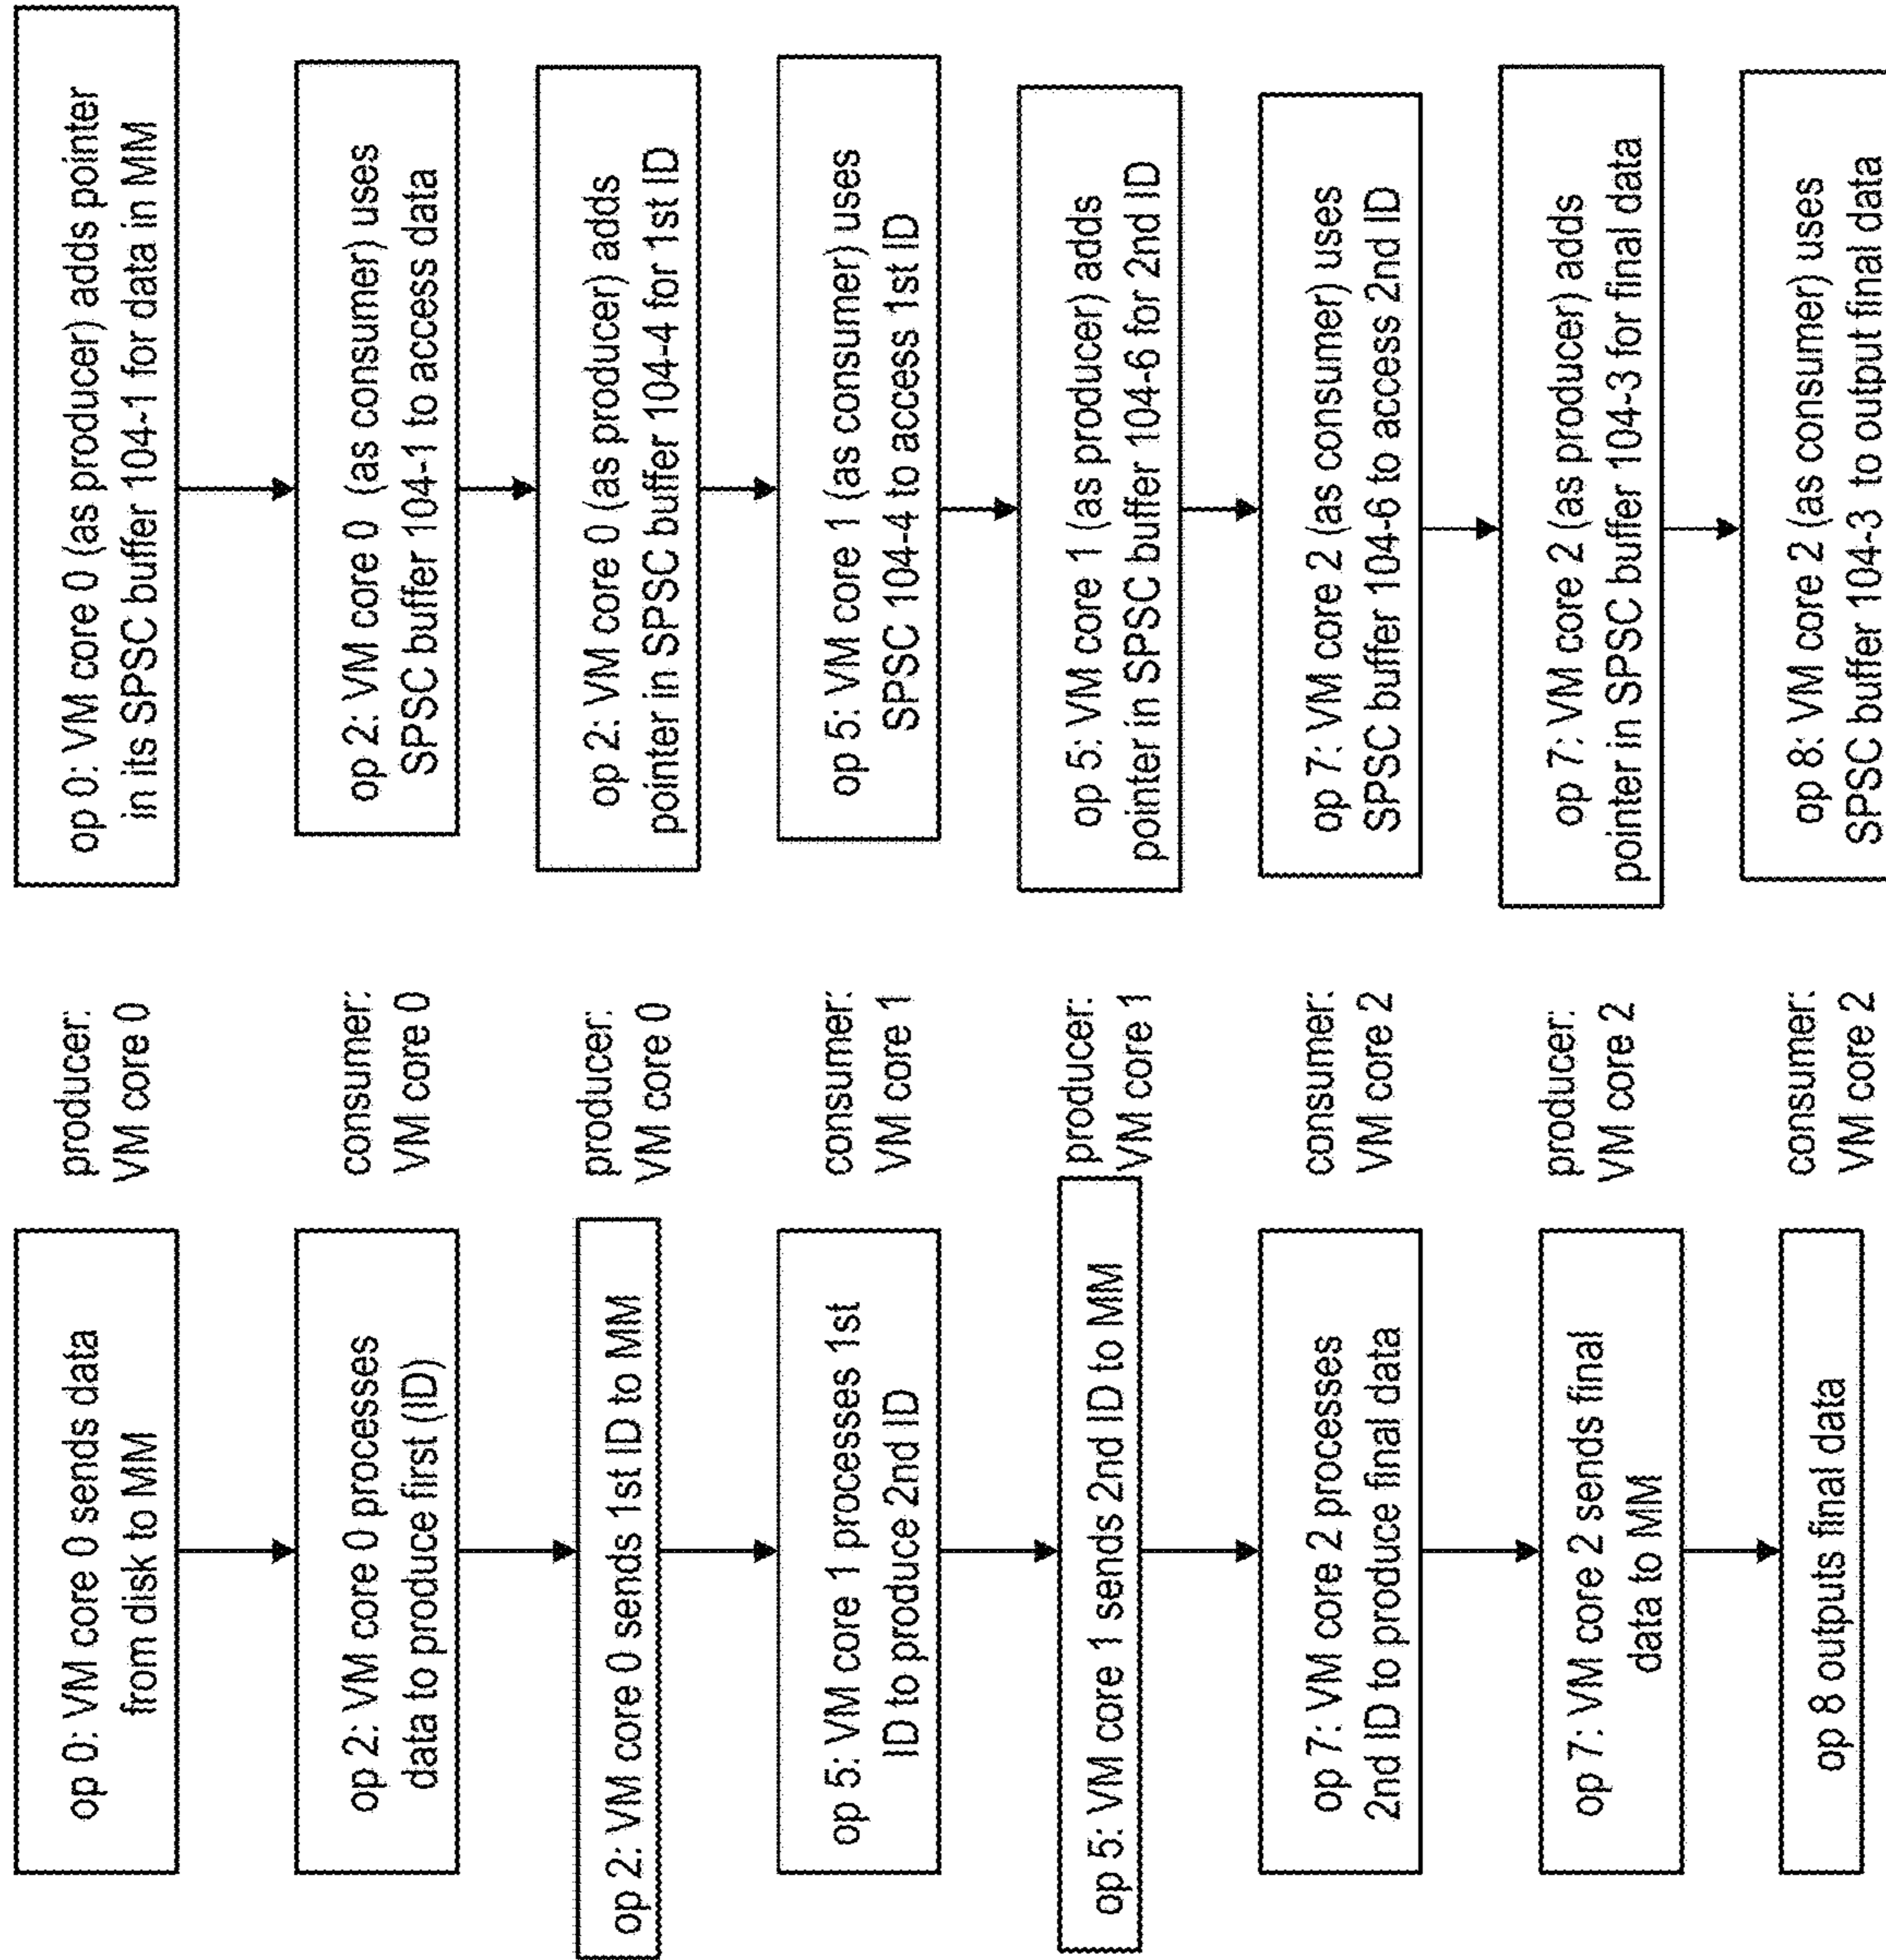 op 0: VM core 0 sends data
from disk to MM
producer:
VM core 0
op 0: VM core 0 (as producer) adds pointer
in its SPSC buffer 104-1 for data in MM
op 2: VM core 0 processes
data to produce first (ID)
consumer:
VM core 0
op 2: VM core 0 (as consumer) uses
SPSC buffer 104-1 to access data
op 2: VM core 0 sends 1st ID to MM
producer:
VM core 0
op 2: VM core 0 (as producer) adds
pointer in SPSC buffer 104-4 for 1st ID
op 5: VM core 1 processes 1st
ID to produce 2nd ID
consumer:
VM core 1
op 5: VM core 1 (as consumer) uses
SPSC 104-4 to access 1st ID
op 5: VM core 1 sends 2nd ID to MM
producer:
VM core 1
op 5: VM core 1 (as producer) adds
pointer in SPSC buffer 104-6 for 2nd ID
op 7: VM core 2 processes
2nd ID to produce final data
consumer:
VM core 2
op 7: VM core 2 (as consumer) uses
SPSC buffer 104-6 to access 2nd ID
op 7: VM core 2 sends final
data to MM
producer:
VM core 2
op 7: VM core 2 (as producer) adds
pointer in SPSC buffer 104-3 for final data
op 8 outputs final data
consumer:
VM core 2
op 8: VM core 2 (as consumer) uses
SPSC buffer 104-3 to output final data